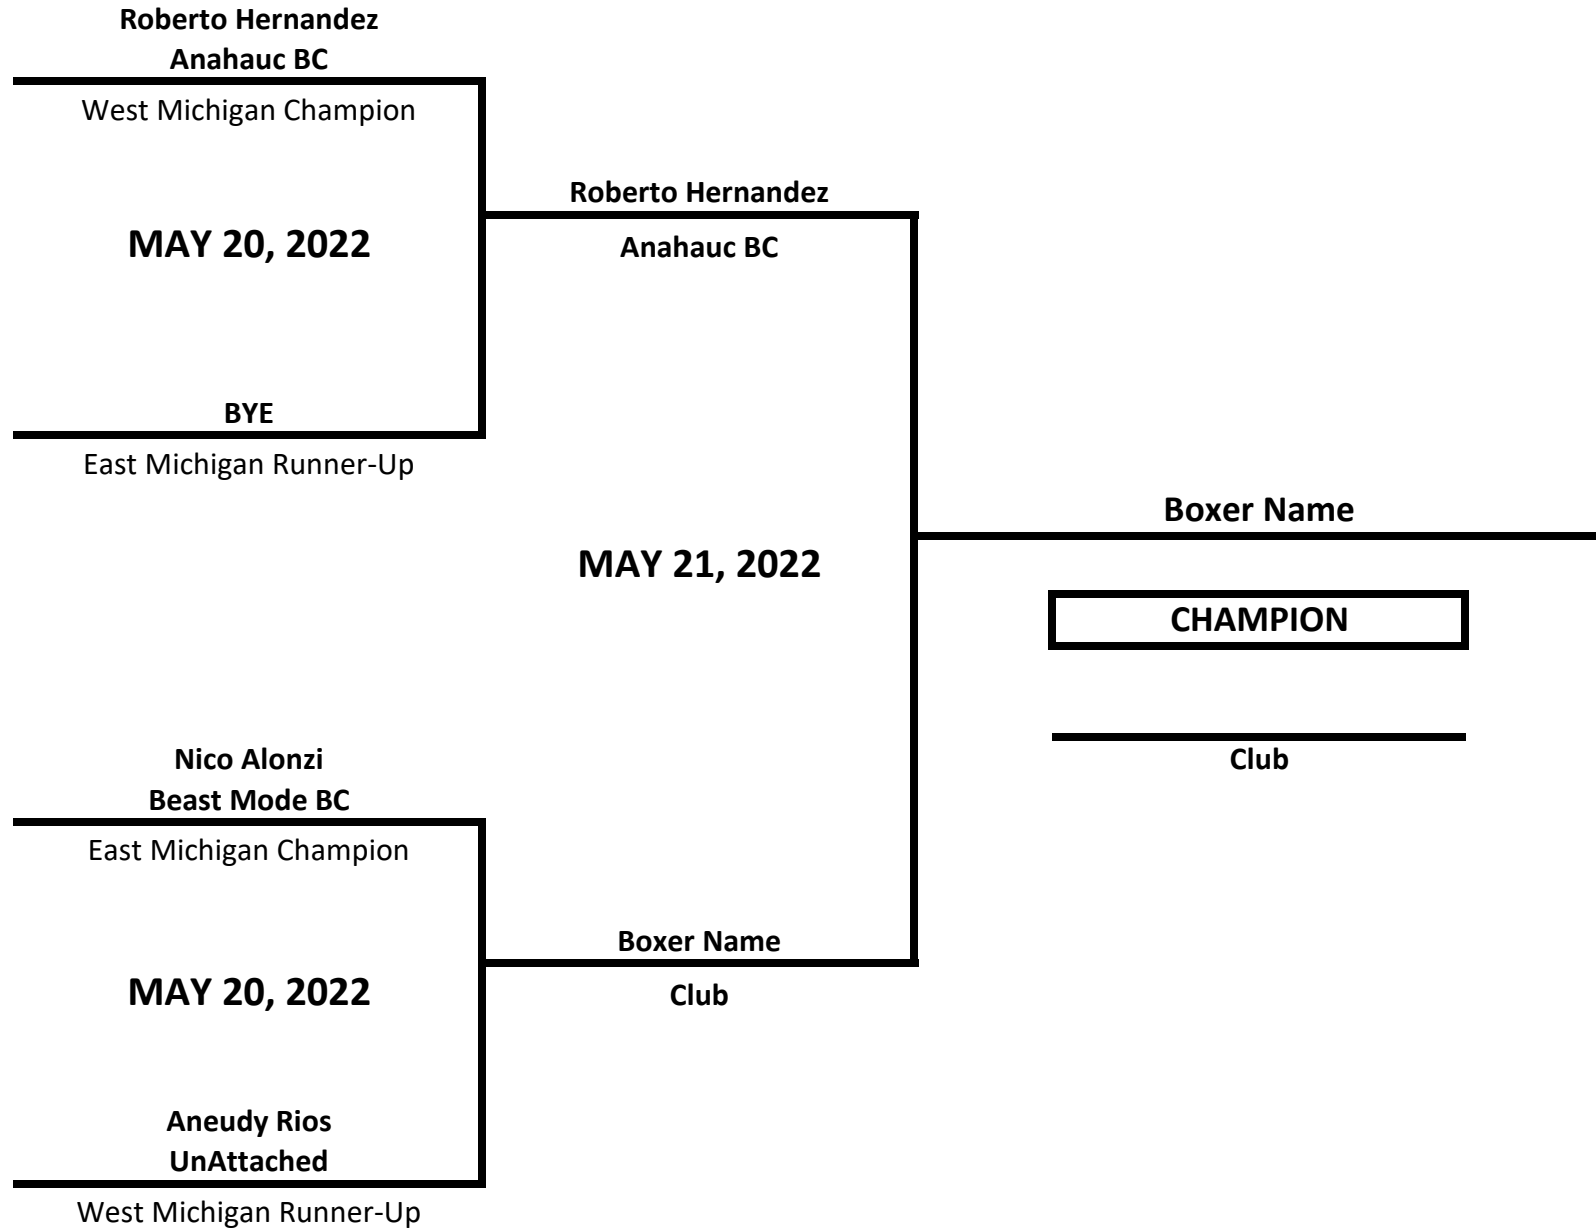 Roberto Hernandez
Anahauc BC
West Michigan Champion
MAY 20, 2022
BYE
East Michigan Runner-Up
Roberto Hernandez
Anahauc BC
MAY 21, 2022
Boxer Name
CHAMPION
Club
Nico Alonzi
Beast Mode BC
East Michigan Champion
MAY 20, 2022
Aneudy Rios
UnAttached
West Michigan Runner-Up
Boxer Name
Club